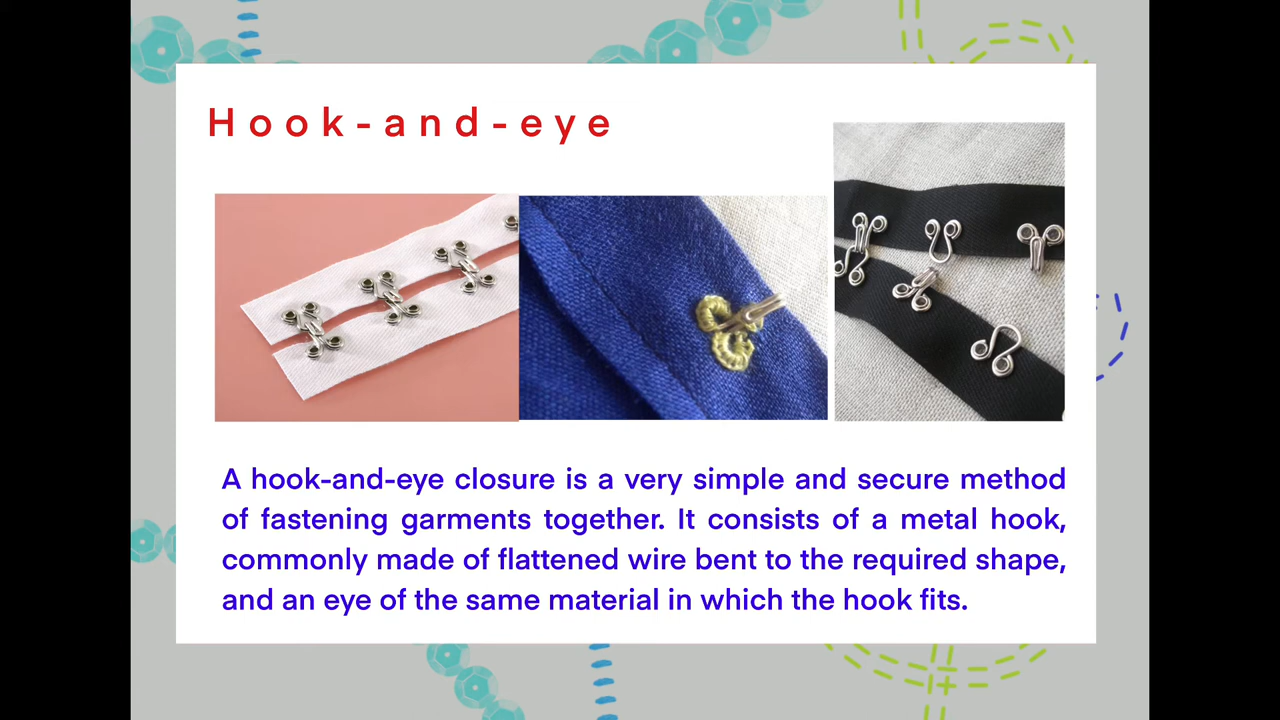 Hook-and-eye
A hook-and-eye closure is a very simple and secure method
of fastening garments together. It consists of a metal hook,
commonly made of flattened wire bent to the required shape,
and an eye of the same material in which the hook fits.